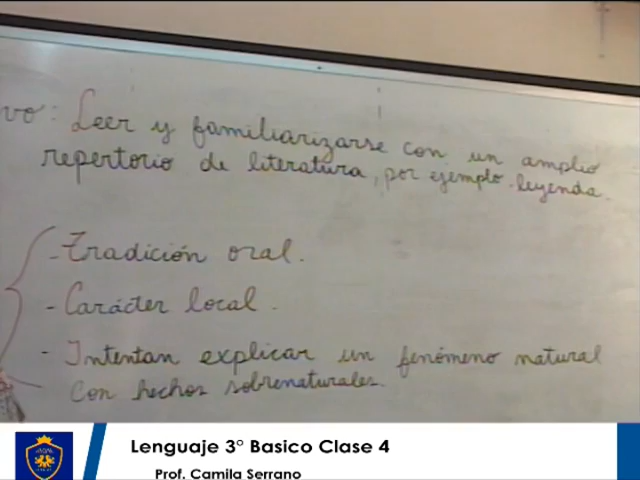 vo: Leer y familiarizarse con un amplio
repertorio de literatura, por ejemplo leyenda.
- Tradición oral.
- Carácter local.
- Intentan explicar un fenómeno natural
con hechos sobrenaturales.
Lenguaje 3° Basico Clase 4
Prof. Camila Serrano